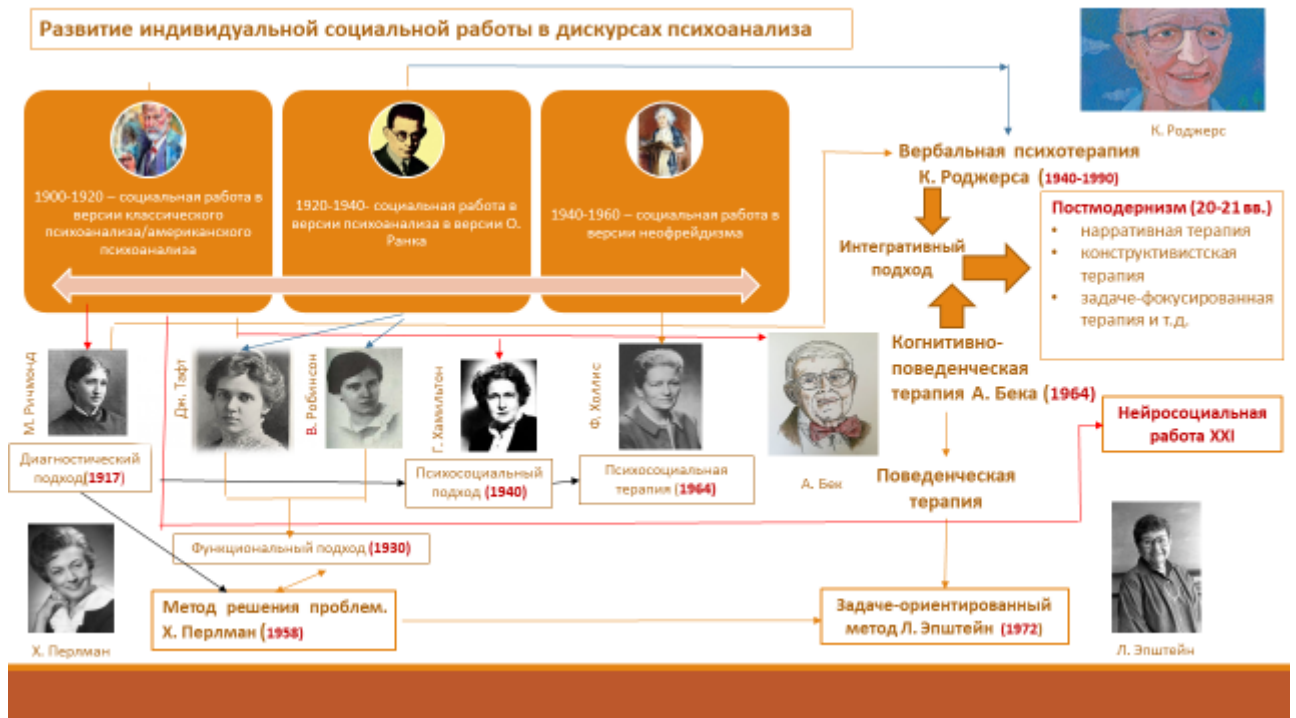 Развитие индивидуальной социальной работы в дискурсах психоанализа
К. Роджерс
1900-1920 – социальная работа в
версии классического
психоанализа/американского
психоанализа
1920-1940- социальная работа в
версии психоанализа в версии О.
Ранка
1940-1960 – социальная работа в
версии неофрейдизма
Вербальная психотерапия
К. Роджерса (1940-1990)
Интегративный
подход
Постмодернизм (20-21 вв.)
• нарративная терапия
• конструктивистская
терапия
• задаче-фокусированная
терапия и т.д.
Когнитивно-
поведенческая
терапия А. Бека (1964)
М. Ричмонд
Дж. Тафт
В. Робинсон
Г. Хамильтон
Ф. Холлис
А. Бек
Нейросоциальная
работа XXI
Диагностический
подход(1917)
Психосоциальный
подход (1940)
Психосоциальная
терапия (1964)
Поведенческая
терапия
Функциональный подход (1930)
Х. Перлман
Метод решения проблем.
Х. Перлман (1958)
Задаче-ориентированный
метод Л. Эпштейн (1972)
Л. Эпштейн